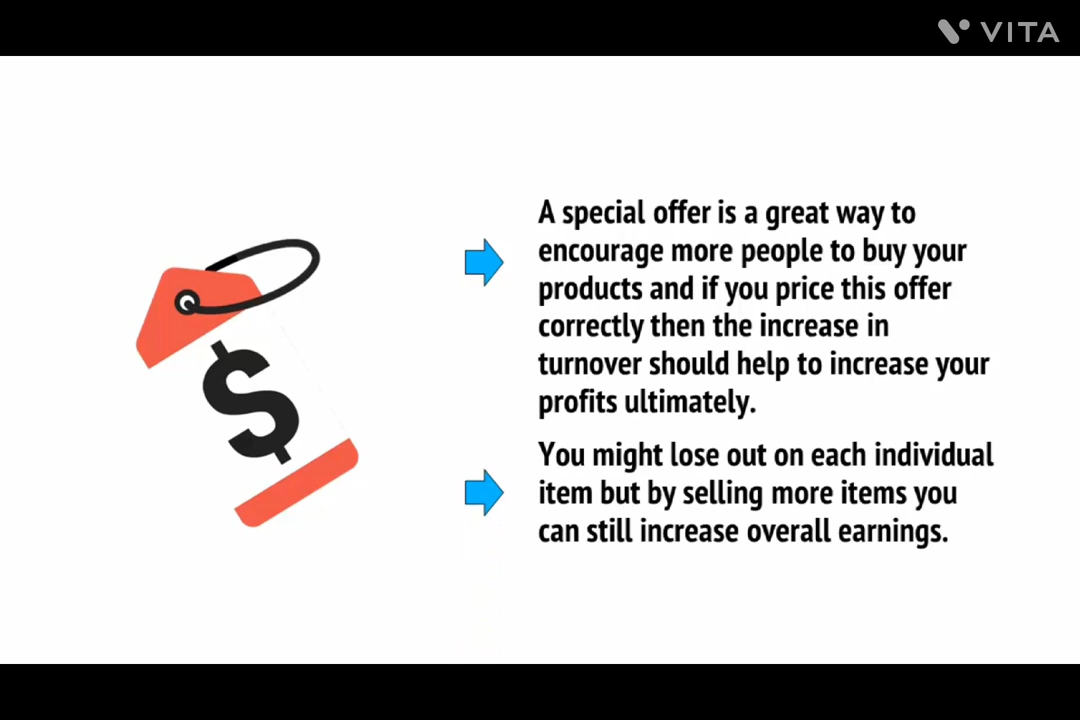 VITA
A special offer is a great way to
encourage more people to buy your
products and if you price this offer
correctly then the increase in
turnover should help to increase your
profits ultimately.
You might lose out on each individual
item but by selling more items you
can still increase overall earnings.
$